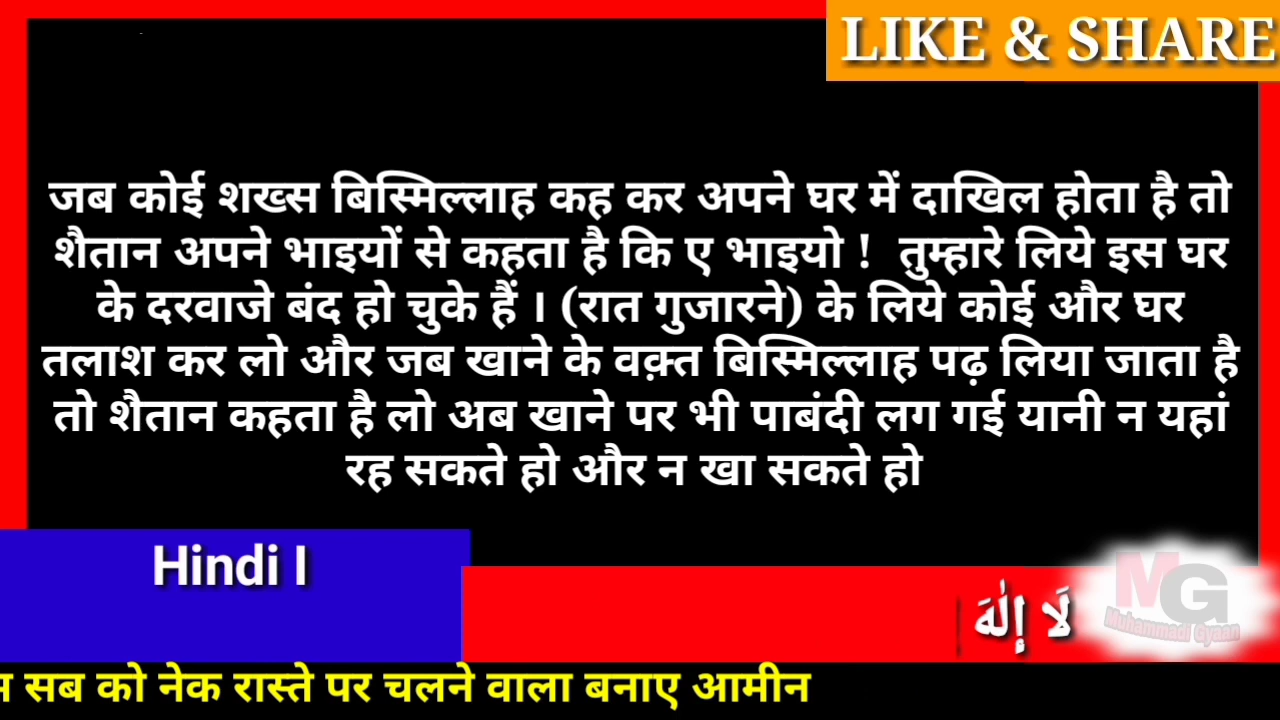 LIKE & SHARE
जब कोई शख्स बिस्मिल्लाह कह कर अपने घर में दाखिल होता है तो
शैतान अपने भाइयों से कहता है कि ए भाइयो ! तुम्हारे लिये इस घर
के दरवाजे बंद हो चुके हैं । (रात गुजारने) के लिये कोई और घर
तलाश कर लो और जब खाने के वक़्त बिस्मिल्लाह पढ़ लिया जाता है
तो शैतान कहता है लो अब खाने पर भी पाबंदी लग गई यानी न यहां
रह सकते हो और न खा सकते हो
Hindi I
لَا إِلٰهَ
MG
Muhammadi Gyaan
सब को नेक रास्ते पर चलने वाला बनाए आमीन